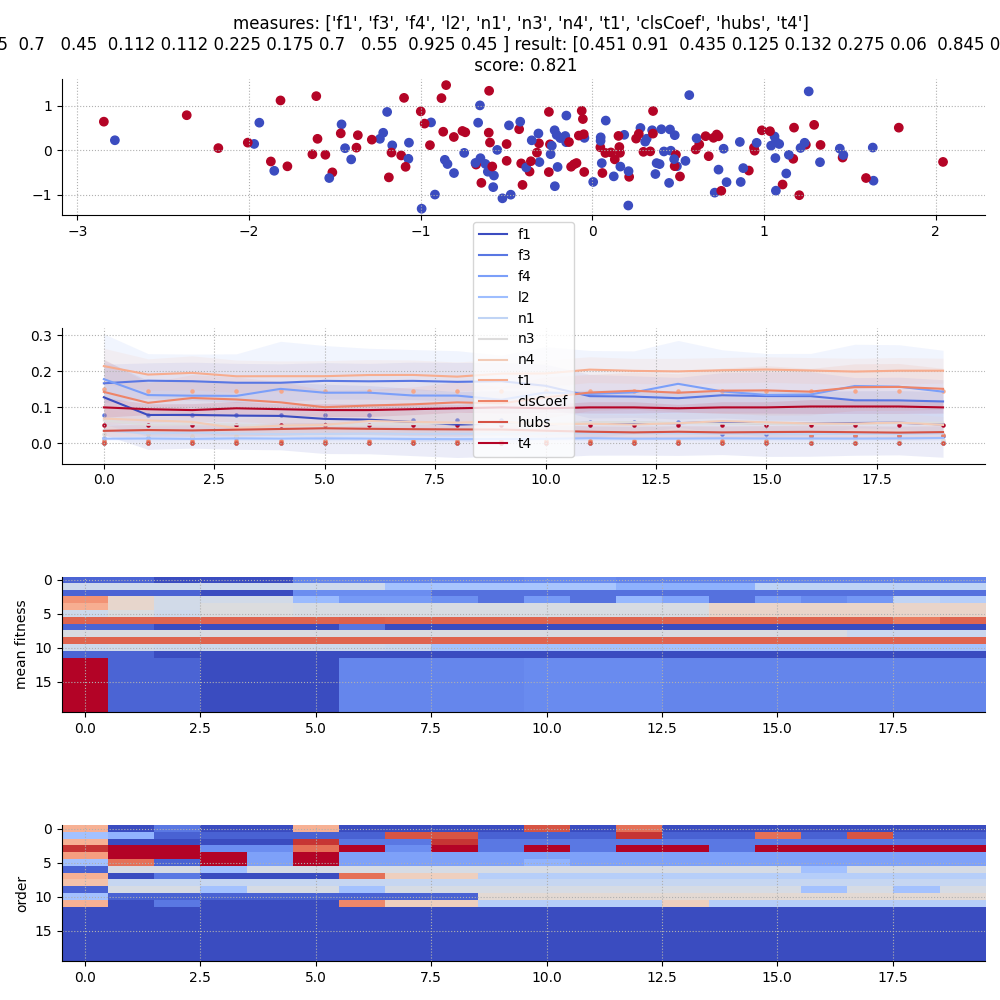 measures: ['f1', 'f3', 'f4', 'l2', 'n1', 'n3', 'n4', 't1', 'clsCoef', 'hubs', 't4']
0.7 0.45 0.112 0.112 0.225 0.175 0.7 0.55 0.925 0.45 ] result: [0.451 0.91 0.435 0.125 0.132 0.275 0.06 0.845
score: 0.821
1
0
−1
−3 −2 −1 0 1 2
f1
f3
f4
l2
n1
n3
n4
t1
clsCoef
hubs
t4
0.3
0.2
0.1
0.0
0.0 2.5 5.0 7.5 10.0 12.5 15.0 17.5
mean fitness
0
5
10
15
0.0 2.5 5.0 7.5 10.0 12.5 15.0 17.5
order
0
5
10
15
0.0 2.5 5.0 7.5 10.0 12.5 15.0 17.5